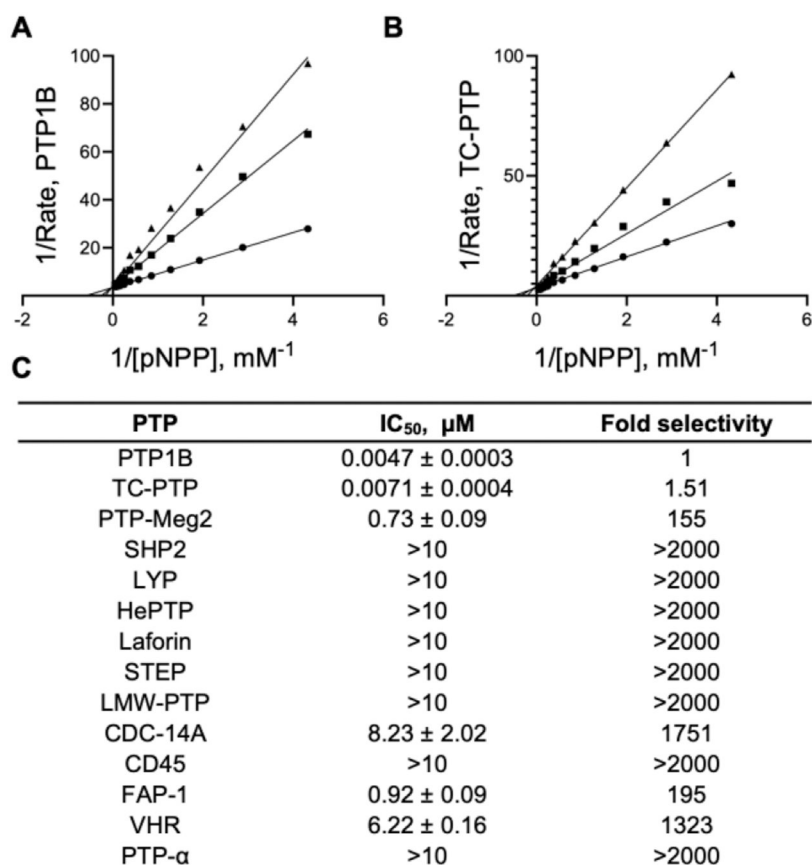 A
1/Rate, PTP1B
100
80
60
40
20
-2
0
2
4
6
1/[pNPP], mM⁻¹
B
1/Rate, TC-PTP
100
50
-2
0
2
4
6
1/[pNPP], mM⁻¹
C
PTP IC₅₀, μM Fold selectivity
PTP1B 0.0047 ± 0.0003 1
TC-PTP 0.0071 ± 0.0004 1.51
PTP-Meg2 0.73 ± 0.09 155
SHP2 >10 >2000
LYP >10 >2000
HePTP >10 >2000
Laforin >10 >2000
STEP >10 >2000
LMW-PTP >10 >2000
CDC-14A 8.23 ± 2.02 1751
CD45 >10 >2000
FAP-1 0.92 ± 0.09 195
VHR 6.22 ± 0.16 1323
PTP-α >10 >2000